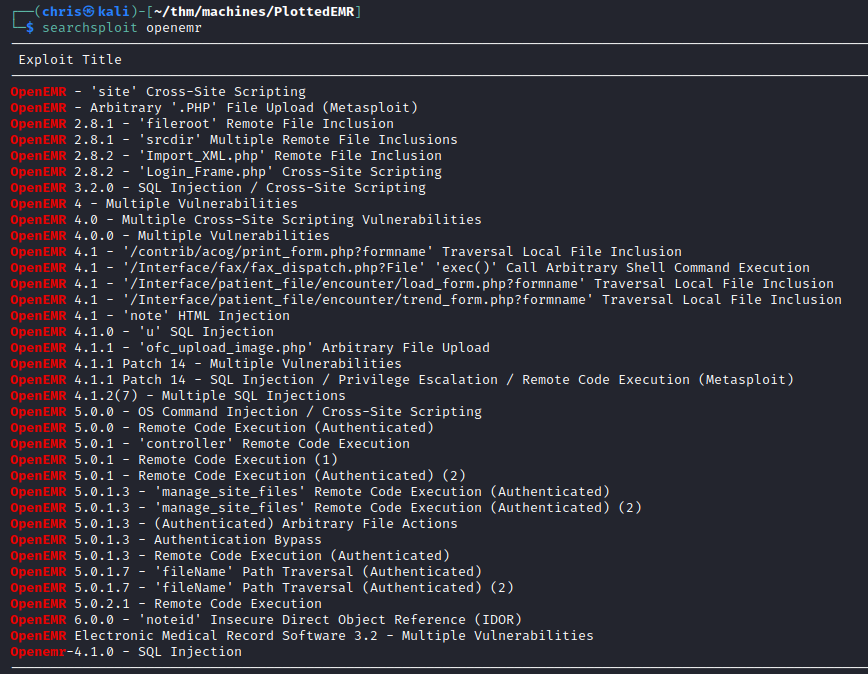 ┌──(chris㉿kali)-[~/thm/machines/PlottedEMR]
└─$ searchsploit openemr
Exploit Title
OpenEMR - 'site' Cross-Site Scripting
OpenEMR - Arbitrary '.PHP' File Upload (Metasploit)
OpenEMR 2.8.1 - 'fileroot' Remote File Inclusion
OpenEMR 2.8.1 - 'srcdir' Multiple Remote File Inclusions
OpenEMR 2.8.2 - 'Import_XML.php' Remote File Inclusion
OpenEMR 2.8.2 - 'Login_Frame.php' Cross-Site Scripting
OpenEMR 3.2.0 - SQL Injection / Cross-Site Scripting
OpenEMR 4 - Multiple Vulnerabilities
OpenEMR 4.0 - Multiple Cross-Site Scripting Vulnerabilities
OpenEMR 4.0.0 - Multiple Vulnerabilities
OpenEMR 4.1 - '/contrib/acog/print_form.php?formname' Traversal Local File Inclusion
OpenEMR 4.1 - '/Interface/fax/fax_dispatch.php?File' 'exec()' Call Arbitrary Shell Command Execution
OpenEMR 4.1 - '/Interface/patient_file/encounter/load_form.php?formname' Traversal Local File Inclusion
OpenEMR 4.1 - '/Interface/patient_file/encounter/trend_form.php?formname' Traversal Local File Inclusion
OpenEMR 4.1 - 'note' HTML Injection
OpenEMR 4.1.0 - 'u' SQL Injection
OpenEMR 4.1.1 - 'ofc_upload_image.php' Arbitrary File Upload
OpenEMR 4.1.1 Patch 14 - Multiple Vulnerabilities
OpenEMR 4.1.1 Patch 14 - SQL Injection / Privilege Escalation / Remote Code Execution (Metasploit)
OpenEMR 4.1.2(7) - Multiple SQL Injections
OpenEMR 5.0.0 - OS Command Injection / Cross-Site Scripting
OpenEMR 5.0.0 - Remote Code Execution (Authenticated)
OpenEMR 5.0.1 - 'controller' Remote Code Execution
OpenEMR 5.0.1 - Remote Code Execution (1)
OpenEMR 5.0.1 - Remote Code Execution (Authenticated) (2)
OpenEMR 5.0.1.3 - 'manage_site_files' Remote Code Execution (Authenticated)
OpenEMR 5.0.1.3 - 'manage_site_files' Remote Code Execution (Authenticated) (2)
OpenEMR 5.0.1.3 - (Authenticated) Arbitrary File Actions
OpenEMR 5.0.1.3 - Authentication Bypass
OpenEMR 5.0.1.3 - Remote Code Execution (Authenticated)
OpenEMR 5.0.1.7 - 'fileName' Path Traversal (Authenticated)
OpenEMR 5.0.1.7 - 'fileName' Path Traversal (Authenticated) (2)
OpenEMR 5.0.2.1 - Remote Code Execution
OpenEMR 6.0.0 - 'noteid' Insecure Direct Object Reference (IDOR)
OpenEMR Electronic Medical Record Software 3.2 - Multiple Vulnerabilities
Openemr-4.1.0 - SQL Injection